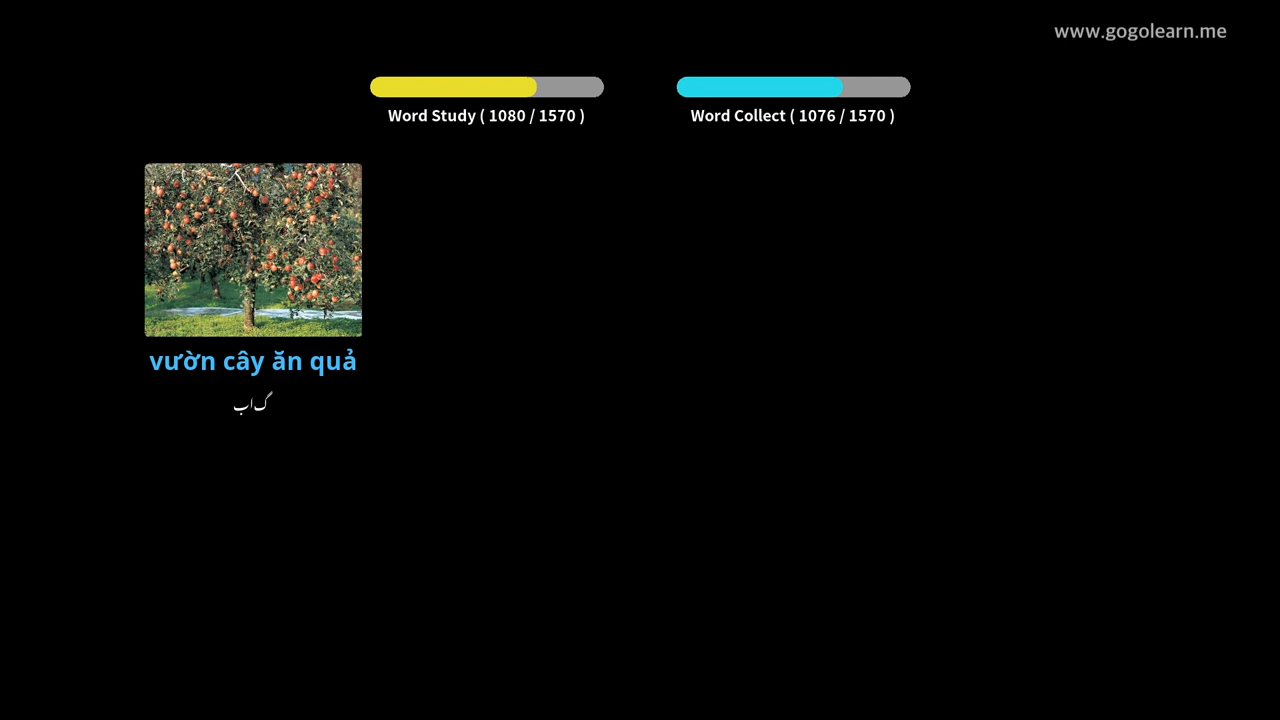 www.gogolearn.me
Word Study ( 1080 / 1570 )
Word Collect ( 1076 / 1570 )
vườn cây ăn quả
گ‌اب